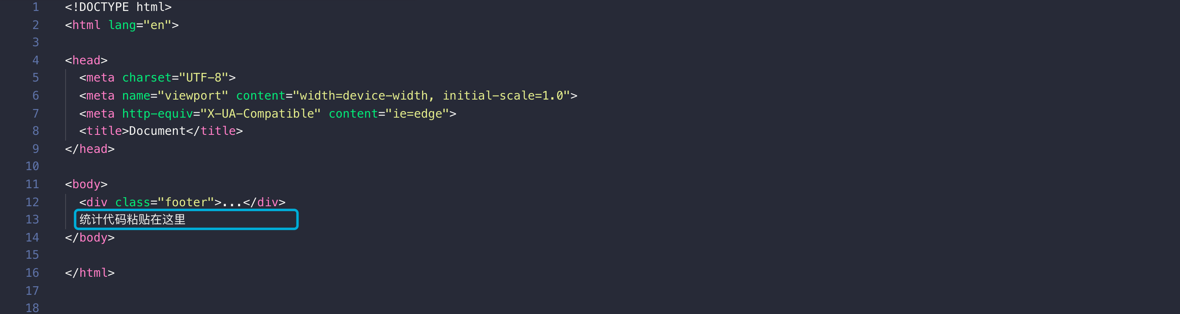 1 <!DOCTYPE html>
2 <html lang="en">
3
4 <head>
5   <meta charset="UTF-8">
6   <meta name="viewport" content="width=device-width, initial-scale=1.0">
7   <meta http-equiv="X-UA-Compatible" content="ie=edge">
8   <title>Document</title>
9 </head>
10
11 <body>
12   <div class="footer">...</div>
13   统计代码粘贴在这里
14 </body>
15
16 </html>
17
18